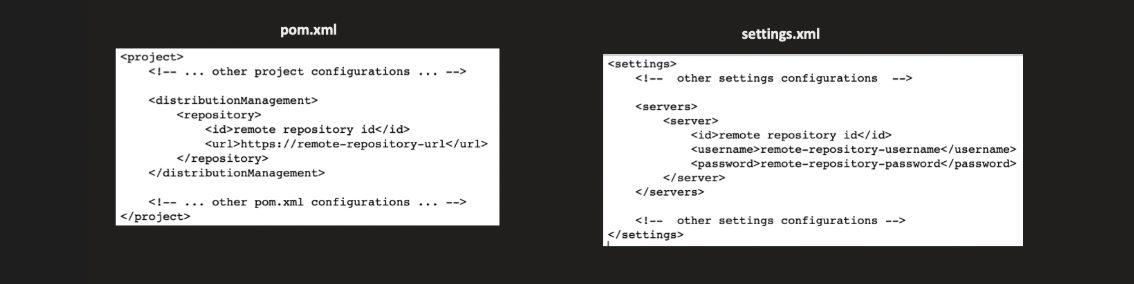 pom.xml
<project>
    <!-- ... other project configurations ... -->
    <distributionManagement>
        <repository>
            <id>remote repository id</id>
            <url>https://remote-repository-url</url>
        </repository>
    </distributionManagement>
    <!-- ... other pom.xml configurations ... -->
</project>
settings.xml
<settings>
    <!--  other settings configurations  -->
    <servers>
        <server>
            <id>remote repository id</id>
            <username>remote-repository-username</username>
            <password>remote-repository-password</password>
        </server>
    </servers>
    <!--  other settings configurations -->
</settings>